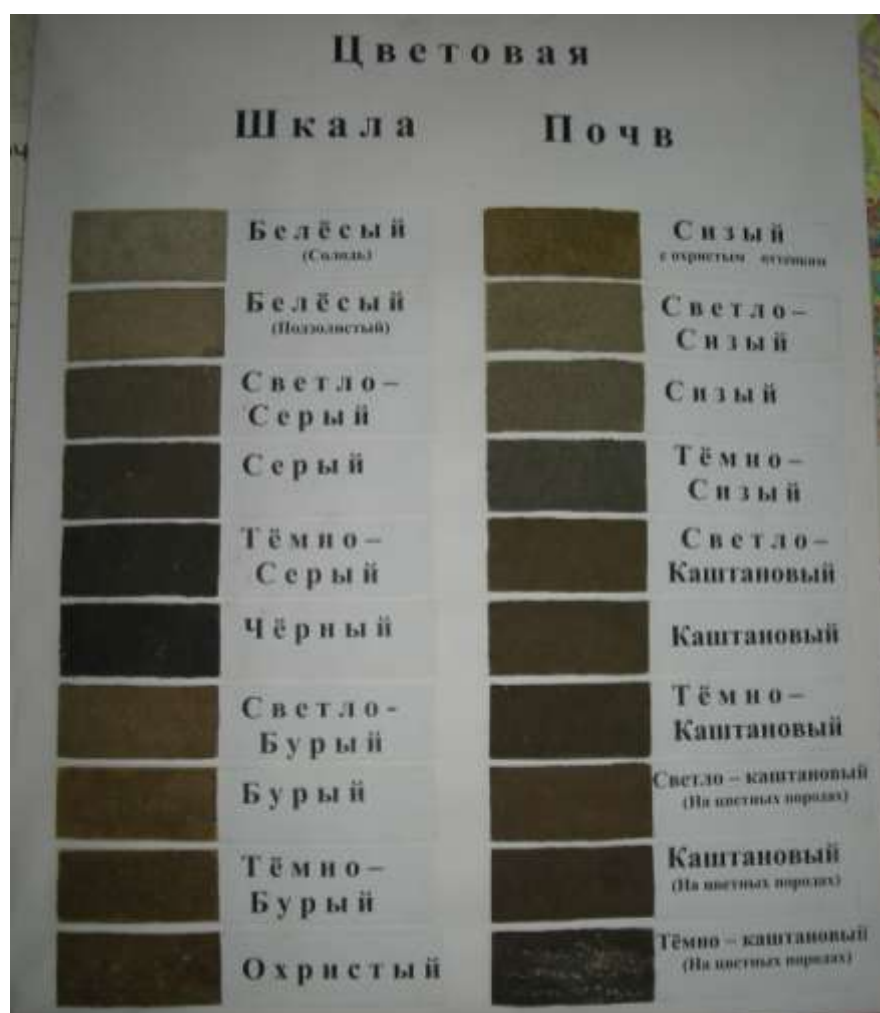 Цветовая
Шкала Почв
Белёсый
(Солодь)
Белёсый
(Подзолистый)
Светло–
Серый
Серый
Тёмно–
Серый
Чёрный
Светло-
Бурый
Бурый
Тёмно–
Бурый
Охристый
Сизый
с охристым оттенком
Светло–
Сизый
Сизый
Тёмно–
Сизый
Светло–
Каштановый
Каштановый
Тёмно–
Каштановый
Светло – каштановый
(На цветных породах)
Каштановый
(На цветных породах)
Тёмно – каштановый
(На цветных породах)